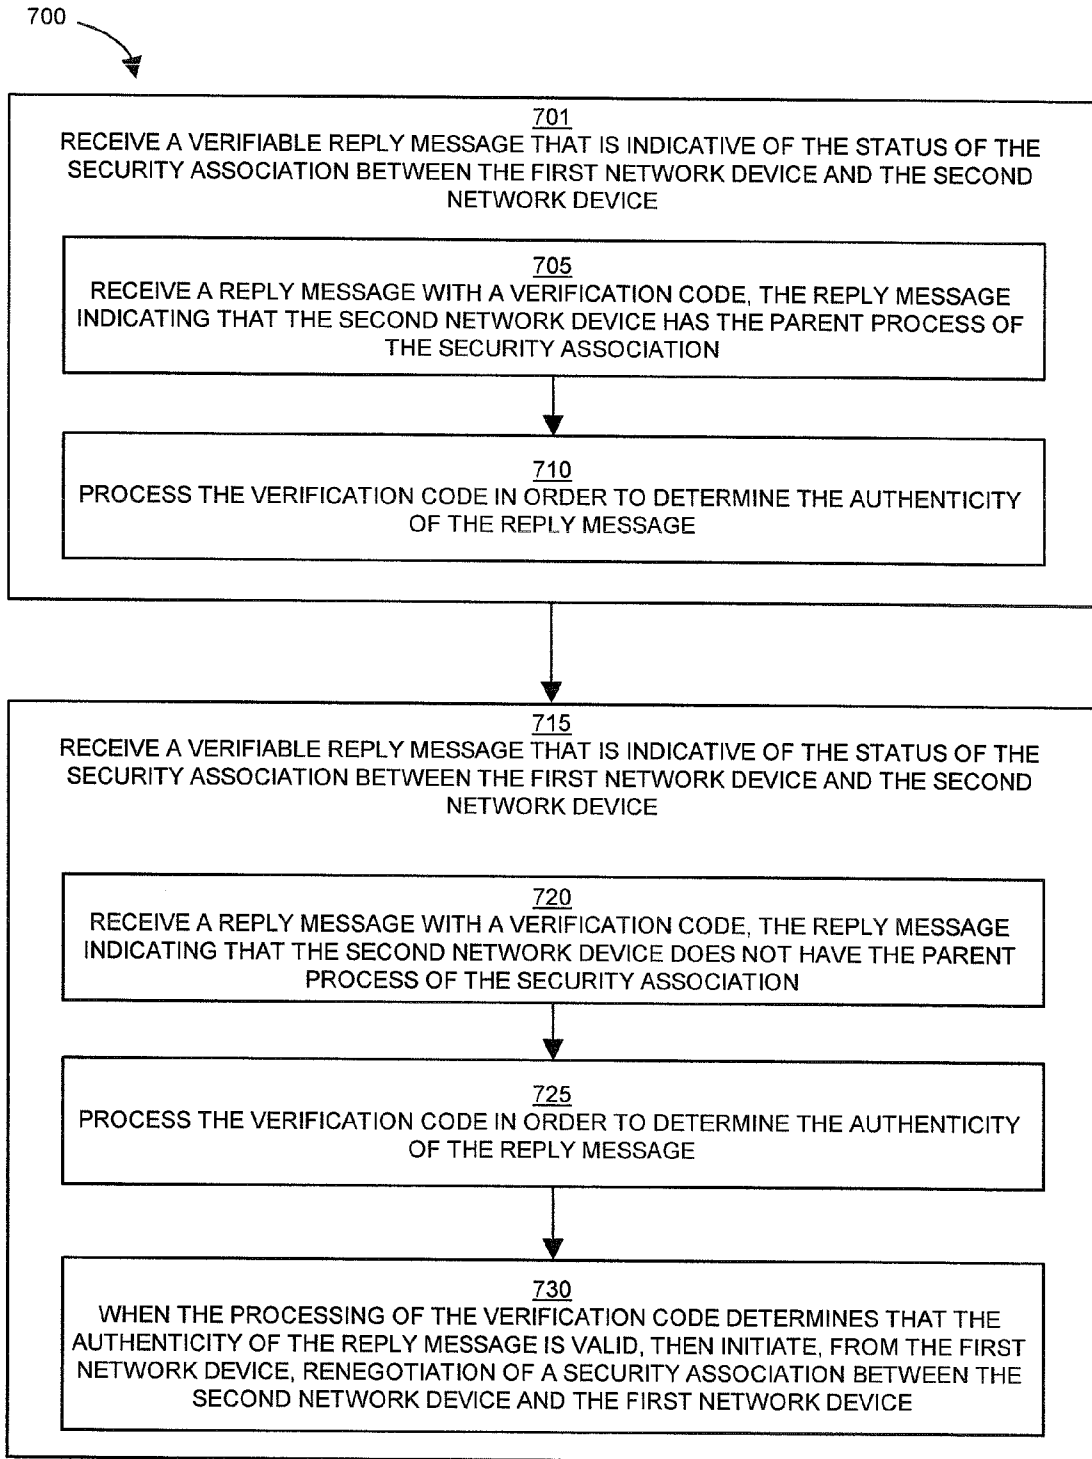 700
701
RECEIVE A VERIFIABLE REPLY MESSAGE THAT IS INDICATIVE OF THE STATUS OF THE
SECURITY ASSOCIATION BETWEEN THE FIRST NETWORK DEVICE AND THE SECOND
NETWORK DEVICE
705
RECEIVE A REPLY MESSAGE WITH A VERIFICATION CODE, THE REPLY MESSAGE
INDICATING THAT THE SECOND NETWORK DEVICE HAS THE PARENT PROCESS OF
THE SECURITY ASSOCIATION
710
PROCESS THE VERIFICATION CODE IN ORDER TO DETERMINE THE AUTHENTICITY
OF THE REPLY MESSAGE
715
RECEIVE A VERIFIABLE REPLY MESSAGE THAT IS INDICATIVE OF THE STATUS OF THE
SECURITY ASSOCIATION BETWEEN THE FIRST NETWORK DEVICE AND THE SECOND
NETWORK DEVICE
720
RECEIVE A REPLY MESSAGE WITH A VERIFICATION CODE, THE REPLY MESSAGE
INDICATING THAT THE SECOND NETWORK DEVICE DOES NOT HAVE THE PARENT
PROCESS OF THE SECURITY ASSOCIATION
725
PROCESS THE VERIFICATION CODE IN ORDER TO DETERMINE THE AUTHENTICITY
OF THE REPLY MESSAGE
730
WHEN THE PROCESSING OF THE VERIFICATION CODE DETERMINES THAT THE
AUTHENTICITY OF THE REPLY MESSAGE IS VALID, THEN INITIATE, FROM THE FIRST
NETWORK DEVICE, RENEGOTIATION OF A SECURITY ASSOCIATION BETWEEN THE
SECOND NETWORK DEVICE AND THE FIRST NETWORK DEVICE